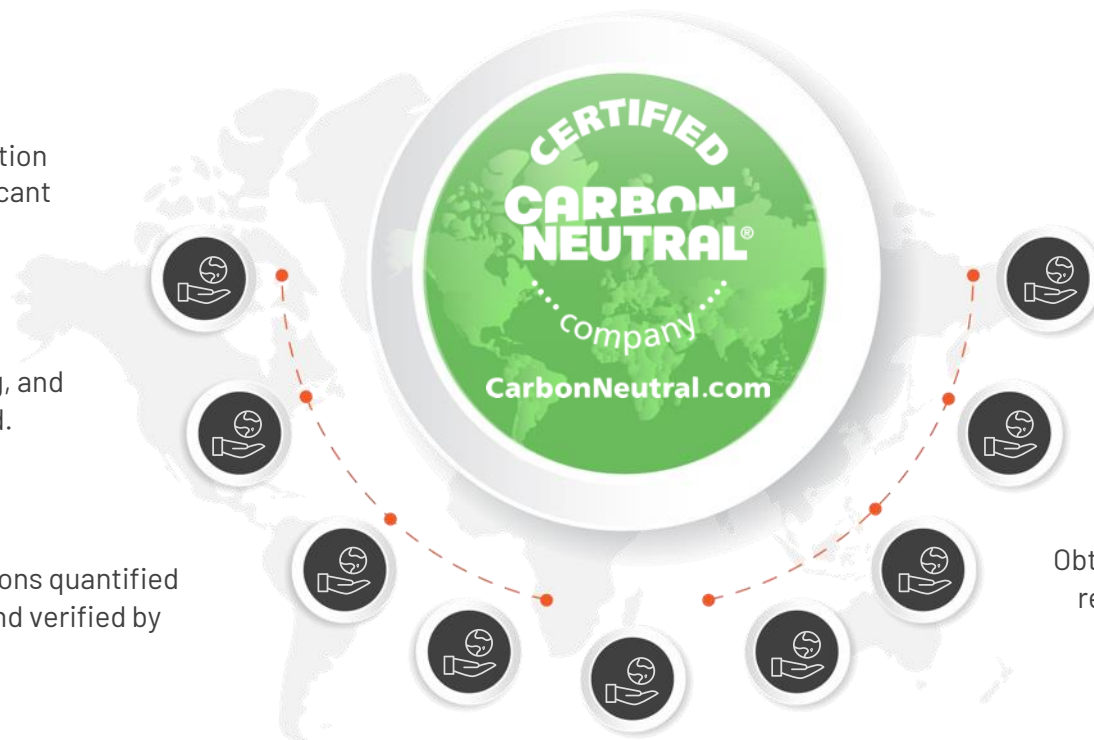 tion
cant
CERTIFIED
CARBON
NEUTRAL®
company
CarbonNeutral.com
, and
.
ons quantified
nd verified by
Obt
re